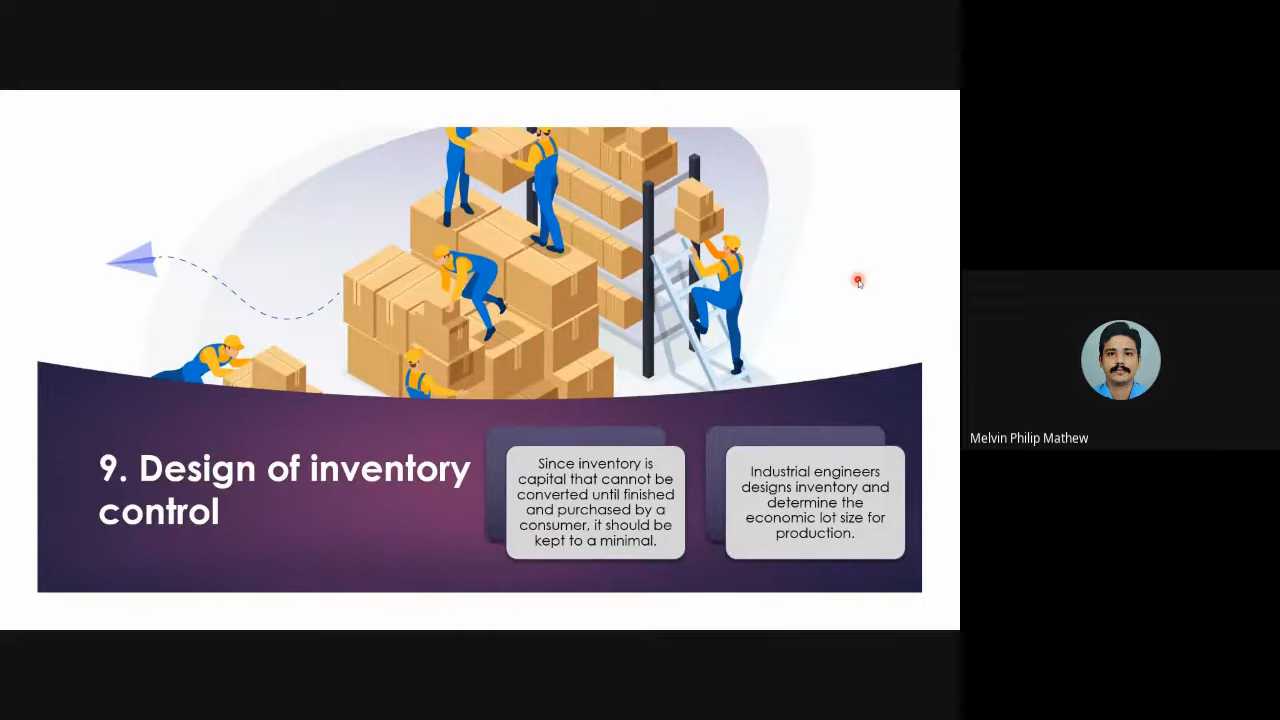 9. Design of inventory
control
Since inventory is
capital that cannot be
converted until finished
and purchased by a
consumer, it should be
kept to a minimal.
Industrial engineers
designs inventory and
determine the
economic lot size for
production.
Melvin Philip Mathew